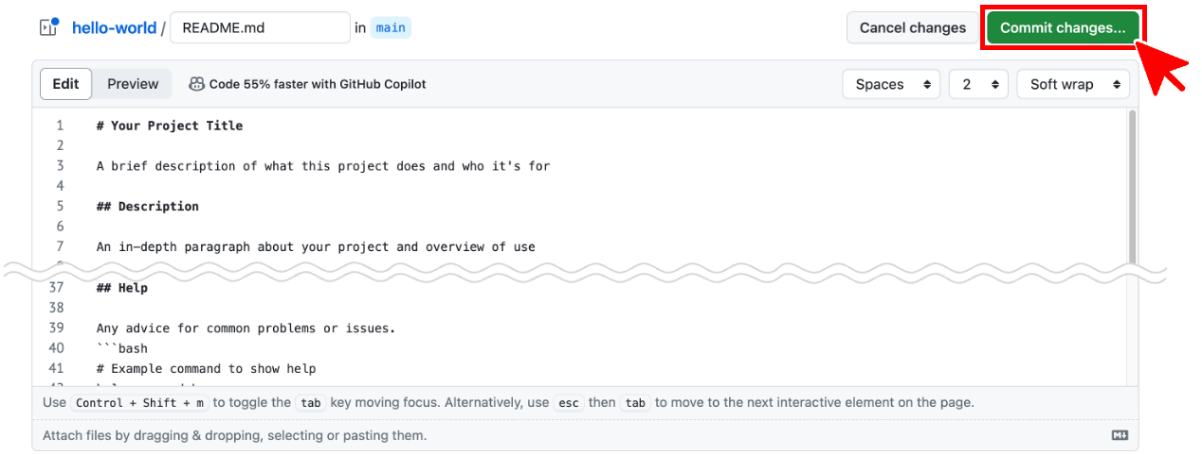 hello-world / README.md in main Cancel changes Commit changes...
Edit Preview Code 55% faster with GitHub Copilot Spaces 2 Soft wrap
1 # Your Project Title
2
3 A brief description of what this project does and who it's for
4
5 ## Description
6
7 An in-depth paragraph about your project and overview of use
37 ## Help
38
39 Any advice for common problems or issues.
40 ```bash
41 # Example command to show help
Use Control + Shift + m to toggle the tab key moving focus. Alternatively, use esc then tab to move to the next interactive element on the page.
Attach files by dragging & dropping, selecting or pasting them.